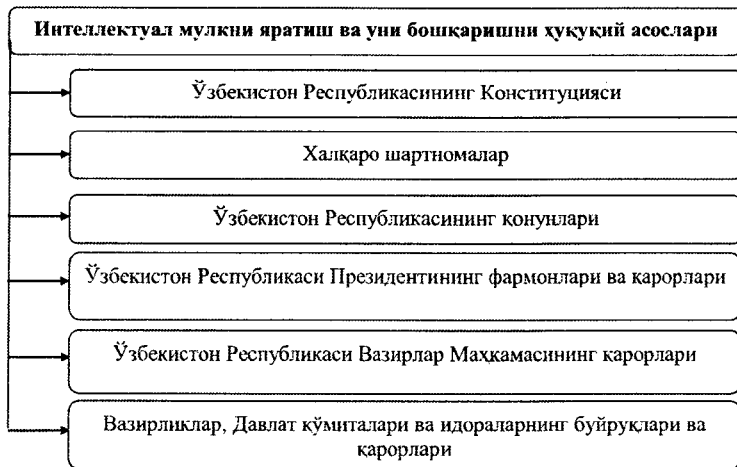 Интеллектуал мулкни яратиш ва уни бошқаришни ҳуқуқий асослари
Ўзбекистон Республикасининг Конституцияси
Халқаро шартномалар
Ўзбекистон Республикасининг қонунлари
Ўзбекистон Республикаси Президентининг фармонлари ва қарорлари
Ўзбекистон Республикаси Вазирлар Маҳкамасининг қарорлари
Вазирликлар, Давлат қўмиталари ва идораларнинг буйруқлари ва
қарорлари